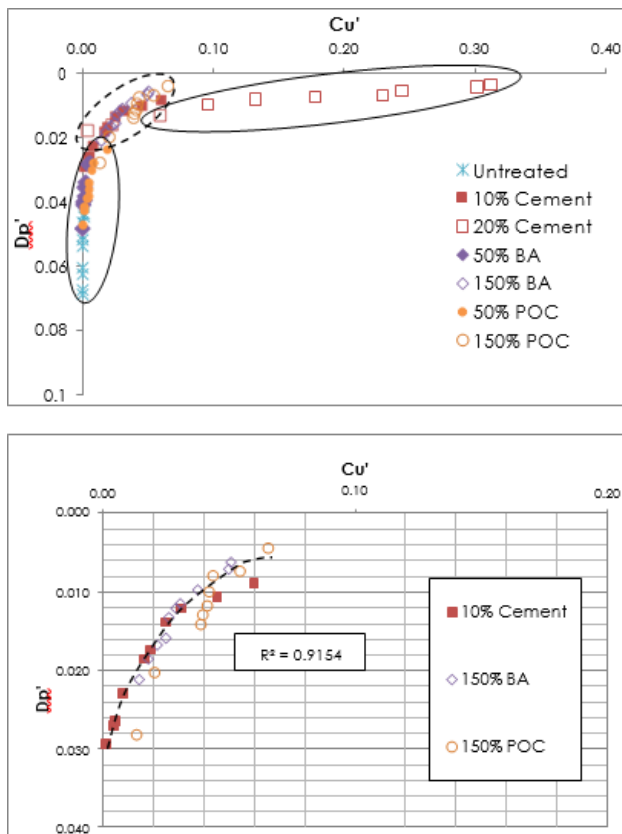 Cu'
0.00 0.10 0.20 0.30 0.40
0
0.02
0.04
0.06
0.08
0.1
Dp'
Untreated
10% Cement
20% Cement
50% BA
150% BA
50% POC
150% POC
Cu'
0.00 0.10 0.20
0.000
0.010
0.020
0.030
0.040
Dp'
R² = 0.9154
10% Cement
150% BA
150% POC